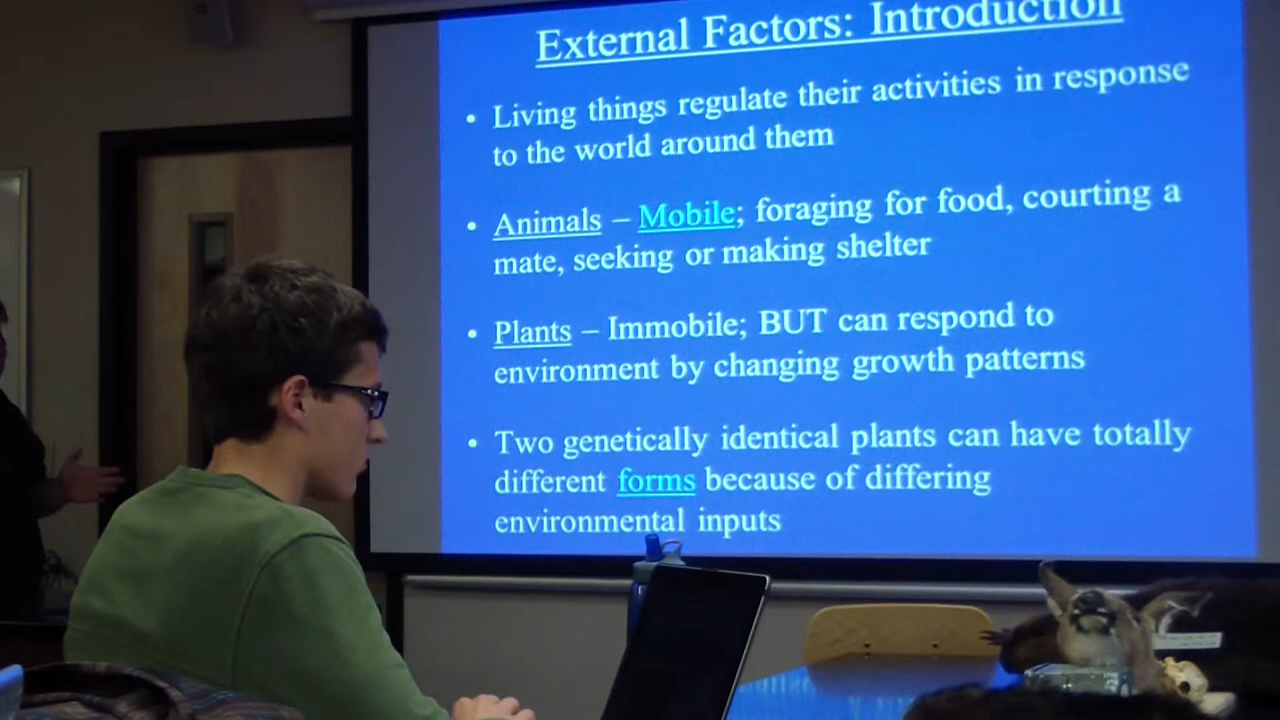 External Factors: Introduction
• Living things regulate their activities in response
to the world around them
• Animals – Mobile; foraging for food, courting a
mate, seeking or making shelter
• Plants – Immobile; BUT can respond to
environment by changing growth patterns
• Two genetically identical plants can have totally
different forms because of differing
environmental inputs